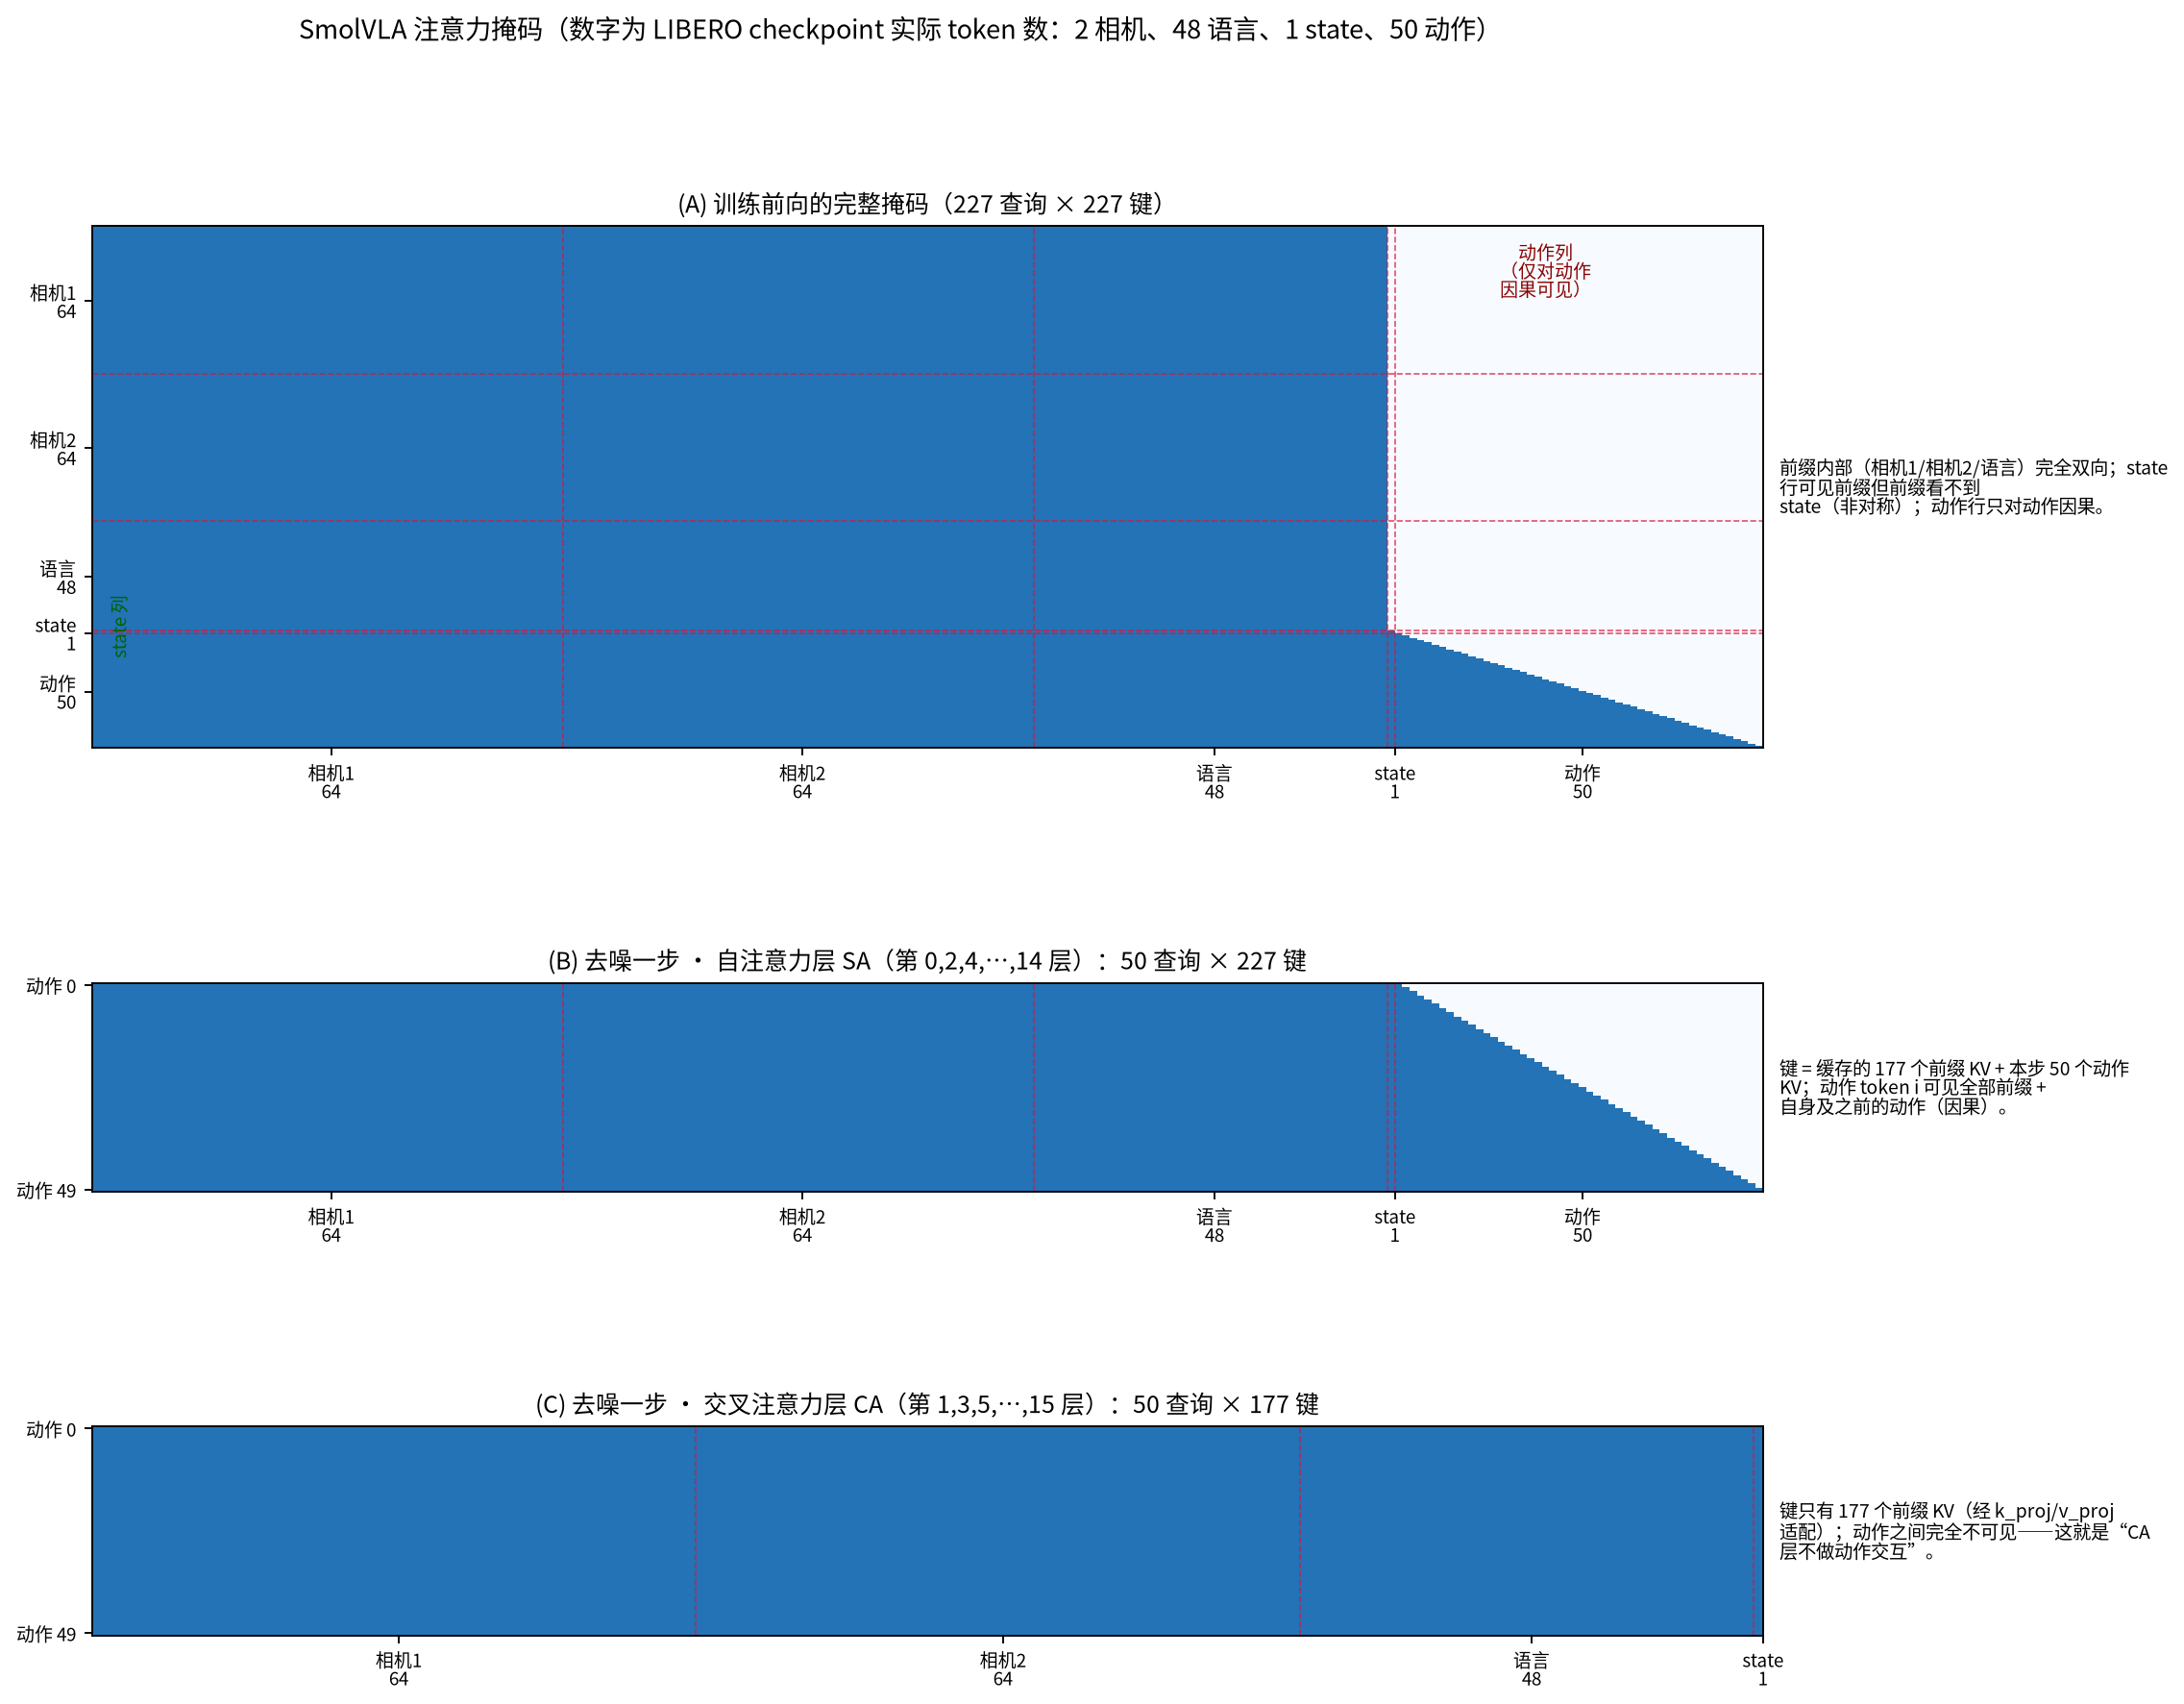 SmolVLA 注意力掩码（数字为 LIBERO checkpoint 实际 token 数：2 相机、48 语言、1 state、50 动作）
(A) 训练前向的完整掩码（227 查询 × 227 键）
动作列
（仅对动作
因果可见）
相机1
64
相机2
64
语言
48
state
1
动作
50
state 列
相机1
64
相机2
64
语言
48
state
1
动作
50
前缀内部（相机1/相机2/语言）完全双向；state
行可见前缀但前缀看不到
state（非对称）；动作行只对动作因果。
(B) 去噪一步 · 自注意力层 SA（第 0,2,4,⋯,14 层）：50 查询 × 227 键
动作 0
动作 49
相机1
64
相机2
64
语言
48
state
1
动作
50
键 = 缓存的 177 个前缀 KV + 本步 50 个动作
KV；动作 token i 可见全部前缀 +
自身及之前的动作（因果）。
(C) 去噪一步 · 交叉注意力层 CA（第 1,3,5,⋯,15 层）：50 查询 × 177 键
动作 0
动作 49
相机1
64
相机2
64
语言
48
state
1
键只有 177 个前缀 KV（经 k_proj/v_proj
适配）；动作之间完全不可见——这就是“CA
层不做动作交互”。